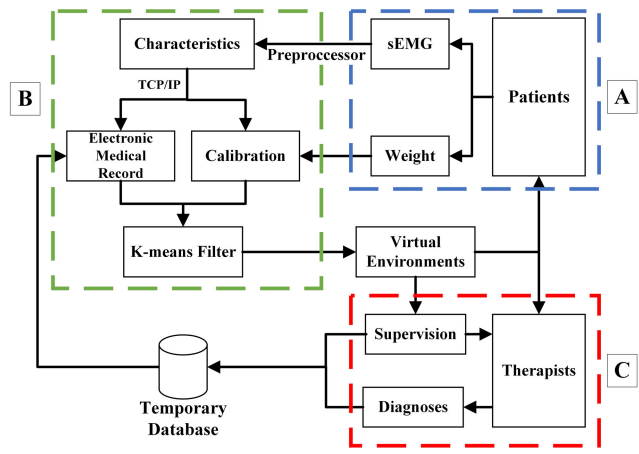 Characteristics
Preproccessor
sEMG
Patients
A
B
TCP/IP
Electronic
Medical
Record
Calibration
Weight
K-means Filter
Virtual
Environments
Supervision
Therapists
C
Diagnoses
Temporary
Database